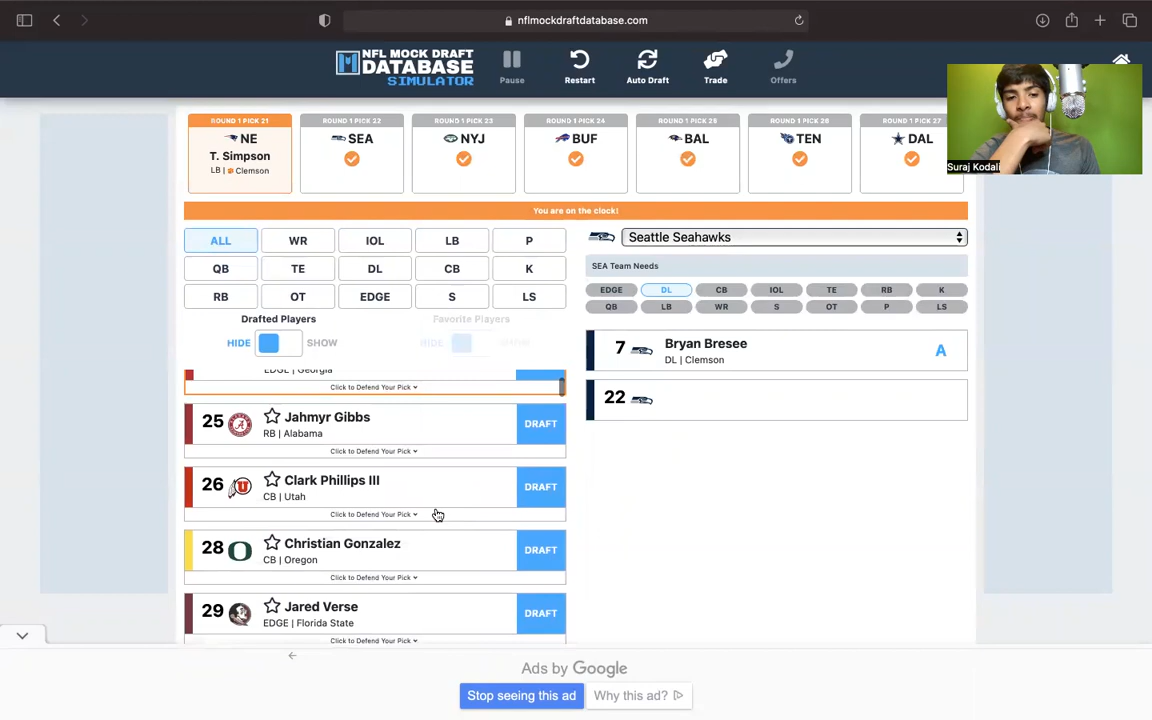 nflmockdraftdatabase.com
NFL MOCK DRAFT
DATABASE
SIMULATOR
Pause
Restart
Auto Draft
Trade
Offers
Suraj Kodali
ROUND 1 PICK 21
NE
T. Simpson
LB | Clemson
ROUND 1 PICK 22
SEA
ROUND 1 PICK 23
NYJ
ROUND 1 PICK 24
BUF
ROUND 1 PICK 25
BAL
ROUND 1 PICK 26
TEN
ROUND 1 PICK 27
DAL
You are on the clock!
ALL WR IOL LB P
QB TE DL CB K
RB OT EDGE S LS
Drafted Players
HIDE SHOW
Favorite Players
HIDE
EDGE | Georgia
Click to Defend Your Pick
25 Jahmyr Gibbs DRAFT
RB | Alabama
Click to Defend Your Pick
26 Clark Phillips III DRAFT
CB | Utah
Click to Defend Your Pick
28 Christian Gonzalez DRAFT
CB | Oregon
Click to Defend Your Pick
29 Jared Verse DRAFT
EDGE | Florida State
Click to Defend Your Pick
Seattle Seahawks
SEA Team Needs
EDGE DL CB IOL TE RB K
QB LB WR S OT P LS
7 Bryan Bresee A
DL | Clemson
22
Ads by Google
Stop seeing this ad
Why this ad?